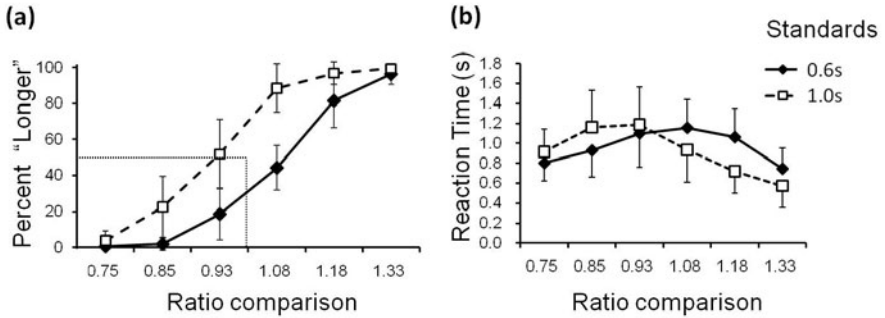 (a)
Percent “Longer”
100
80
60
40
20
0
0.75 0.85 0.93 1.08 1.18 1.33
Ratio comparison
(b)
Standards
0.6s
1.0s
Reaction Time (s)
1.8
1.6
1.4
1.2
1.0
0.8
0.6
0.4
0.2
0.0
0.75 0.85 0.93 1.08 1.18 1.33
Ratio comparison